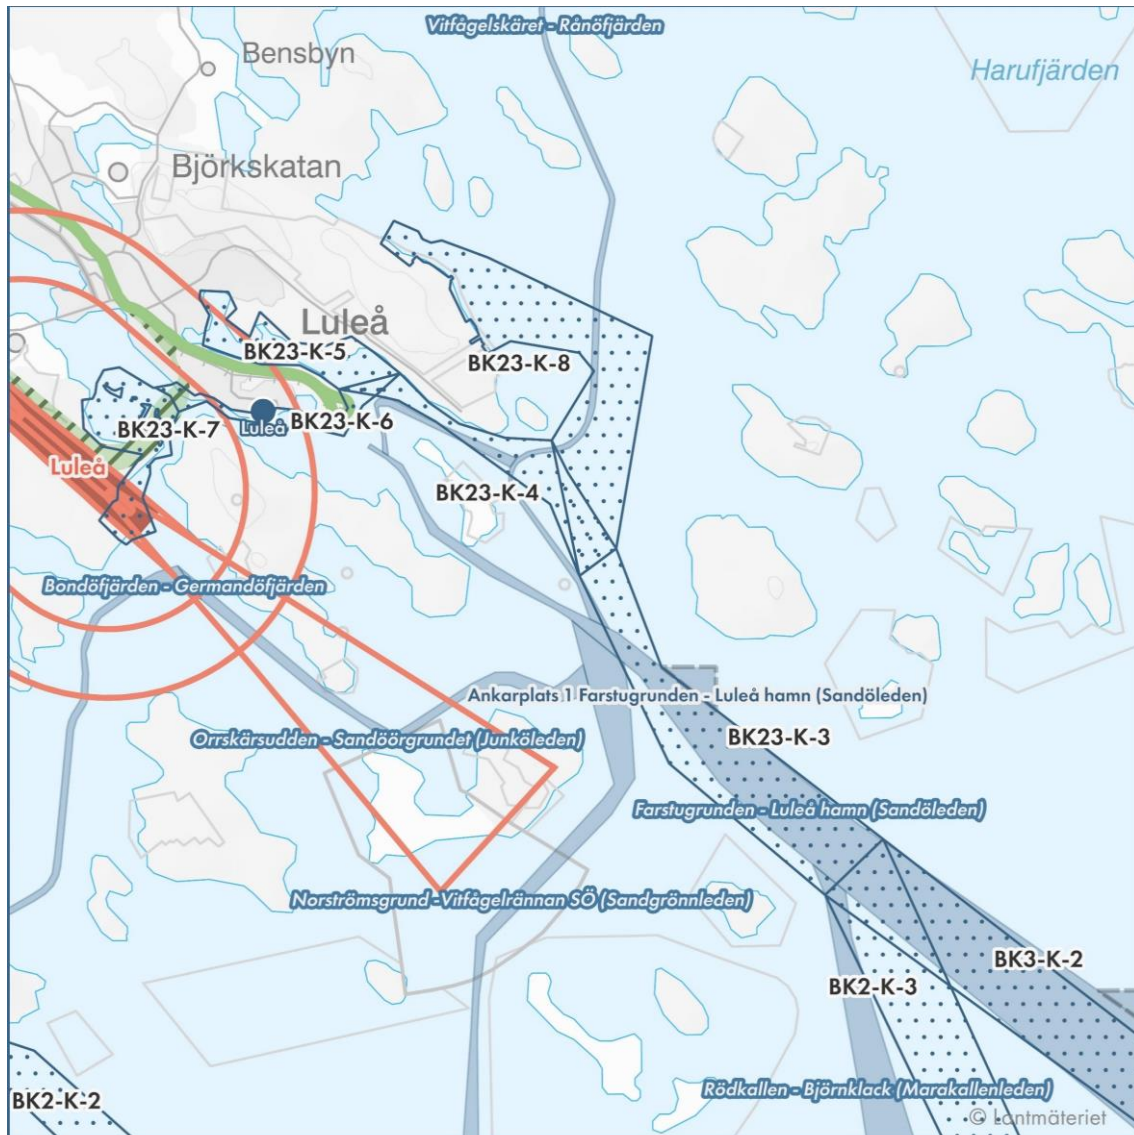 Vitfågelskäret - Rånöfjärden
Bensbyn
Harufjärden
Björkskatan
Luleå
BK23-K-5
BK23-K-8
BK23-K-6
BK23-K-7
Luleå
Luleå
BK23-K-4
Bondöfjärden - Germandöfjärden
Ankarplats 1 Farstugrunden - Luleå hamn (Sandöleden)
Orrskärsudden - Sandöörgrundet (Junköleden)
BK23-K-3
Farstugrunden - Luleå hamn (Sandöleden)
Norströmsgrund -Vitfågelrännan SÖ (Sandgrönnleden)
BK3-K-2
BK2-K-3
Rödkallen - Björnklack (Marakallenleden)
BK2-K-2
© Lantmäteriet